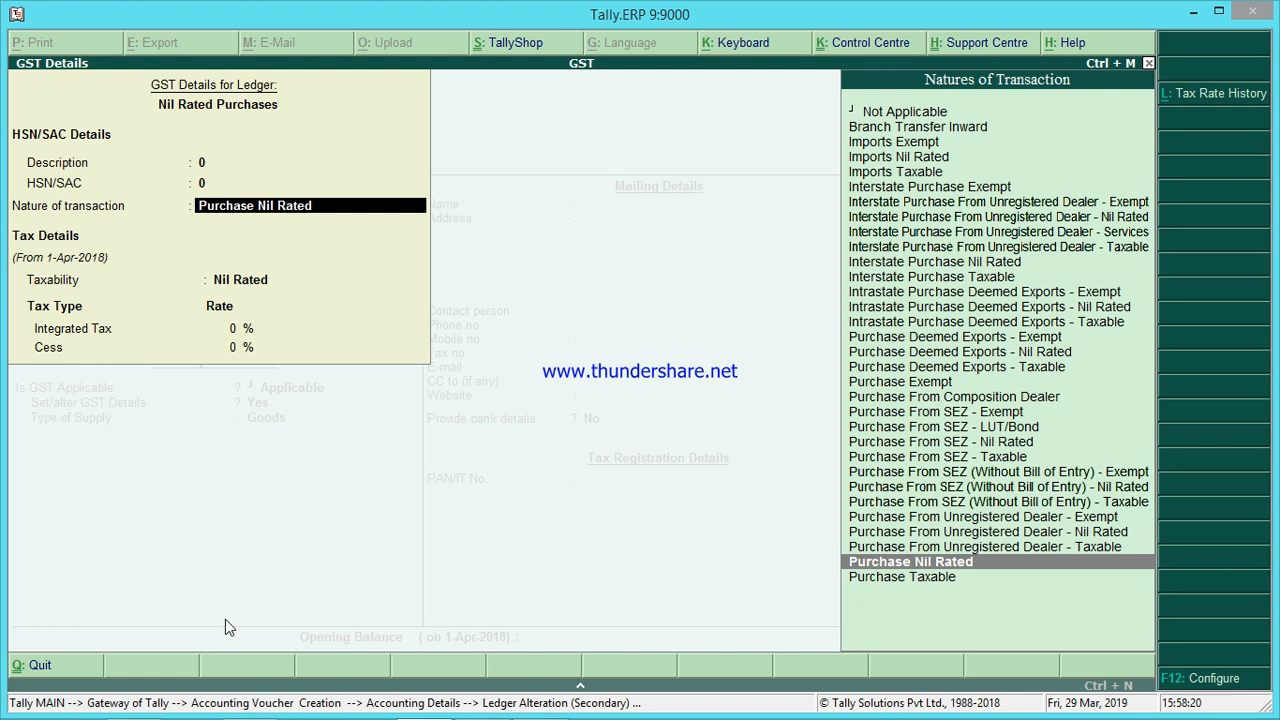 Tally.ERP 9:9000
P: Print
E: Export
M: E-Mail
O: Upload
S: TallyShop
G: Language
K: Keyboard
K: Control Centre
H: Support Centre
H: Help
GST Details
GST
Ctrl + M
GST Details for Ledger:
Nil Rated Purchases
HSN/SAC Details
Description : 0
HSN/SAC : 0
Nature of transaction : Purchase Nil Rated
Tax Details
(From 1-Apr-2018)
Taxability : Nil Rated
Tax Type Rate
Integrated Tax 0 %
Cess 0 %
Is GST Applicable ? ┘ Applicable
Set/alter GST Details ? Yes
Type of Supply : Goods
Mailing Details
Name :
Address :
Contact person :
Phone no. :
Mobile no. :
Fax no. :
E-mail :
CC to (if any) :
Website :
www.thundershare.net
Provide bank details ? No
Tax Registration Details
PAN/IT No. :
Opening Balance ( on 1-Apr-2018) :
Natures of Transaction
┘ Not Applicable
Branch Transfer Inward
Imports Exempt
Imports Nil Rated
Imports Taxable
Interstate Purchase Exempt
Interstate Purchase From Unregistered Dealer - Exempt
Interstate Purchase From Unregistered Dealer - Nil Rated
Interstate Purchase From Unregistered Dealer - Services
Interstate Purchase From Unregistered Dealer - Taxable
Interstate Purchase Nil Rated
Interstate Purchase Taxable
Intrastate Purchase Deemed Exports - Exempt
Intrastate Purchase Deemed Exports - Nil Rated
Intrastate Purchase Deemed Exports - Taxable
Purchase Deemed Exports - Exempt
Purchase Deemed Exports - Nil Rated
Purchase Deemed Exports - Taxable
Purchase Exempt
Purchase From Composition Dealer
Purchase From SEZ - Exempt
Purchase From SEZ - LUT/Bond
Purchase From SEZ - Nil Rated
Purchase From SEZ - Taxable
Purchase From SEZ (Without Bill of Entry) - Exempt
Purchase From SEZ (Without Bill of Entry) - Nil Rated
Purchase From SEZ (Without Bill of Entry) - Taxable
Purchase From Unregistered Dealer - Exempt
Purchase From Unregistered Dealer - Nil Rated
Purchase From Unregistered Dealer - Taxable
Purchase Nil Rated
Purchase Taxable
L: Tax Rate History
F12: Configure
Q: Quit
Ctrl + N
Tally MAIN --> Gateway of Tally --> Accounting Voucher Creation --> Accounting Details --> Ledger Alteration (Secondary) ...
© Tally Solutions Pvt Ltd., 1988-2018
Fri, 29 Mar, 2019
15:58:20